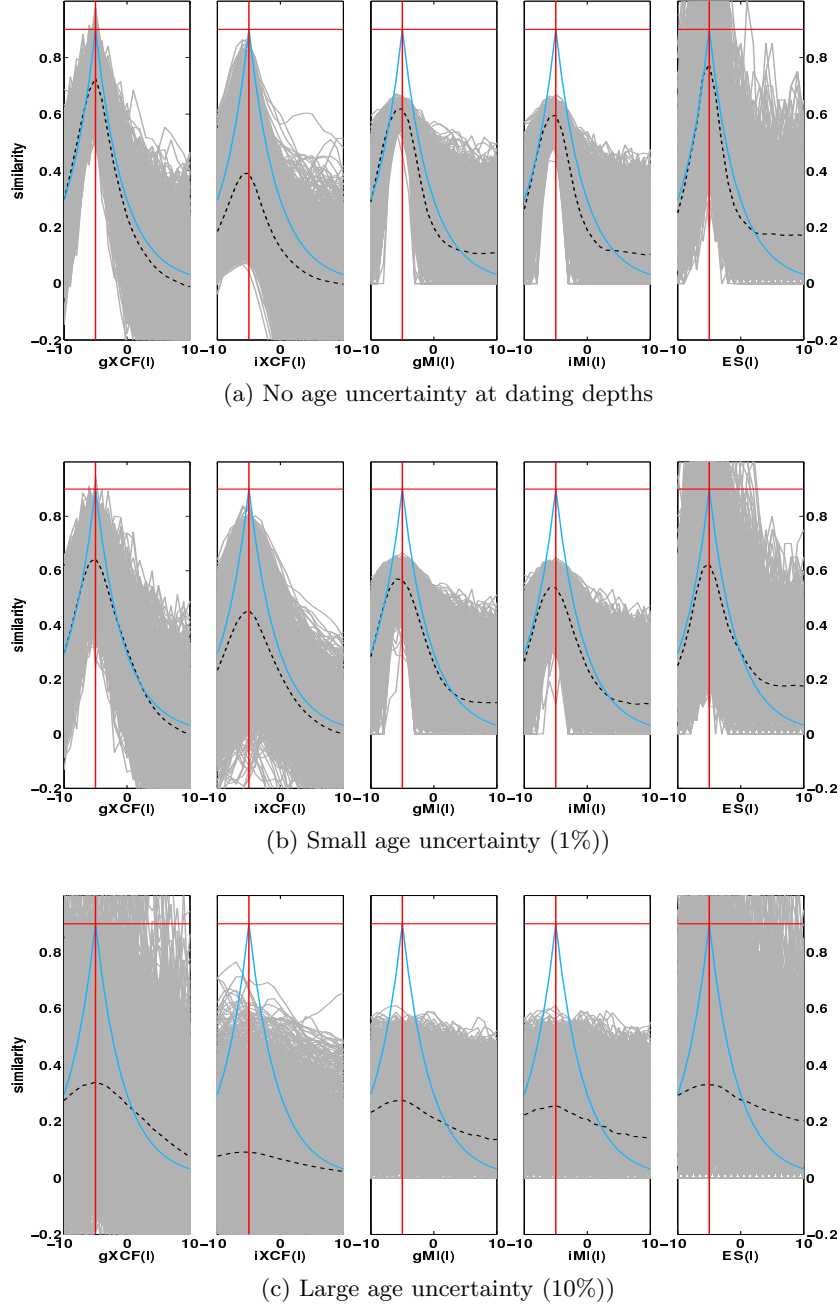 0.8
0.6
0.4
0.2
0
−0.2
similarity
0.8
0.6
0.4
0.2
0
−0.2
−10 0 10
gXCF(l)
−10 0 10
iXCF(l)
−10 0 10
gMI(l)
−10 0 10
iMI(l)
−10 0 10
ES(l)
(a) No age uncertainty at dating depths
0.8
0.6
0.4
0.2
0
−0.2
similarity
0.8
0.6
0.4
0.2
0
−0.2
−10 0 10
gXCF(l)
−10 0 10
iXCF(l)
−10 0 10
gMI(l)
−10 0 10
iMI(l)
−10 0 10
ES(l)
(b) Small age uncertainty (1%))
0.8
0.6
0.4
0.2
0
−0.2
similarity
0.8
0.6
0.4
0.2
0
−0.2
−10 0 10
gXCF(l)
−10 0 10
iXCF(l)
−10 0 10
gMI(l)
−10 0 10
iMI(l)
−10 0 10
ES(l)
(c) Large age uncertainty (10%))